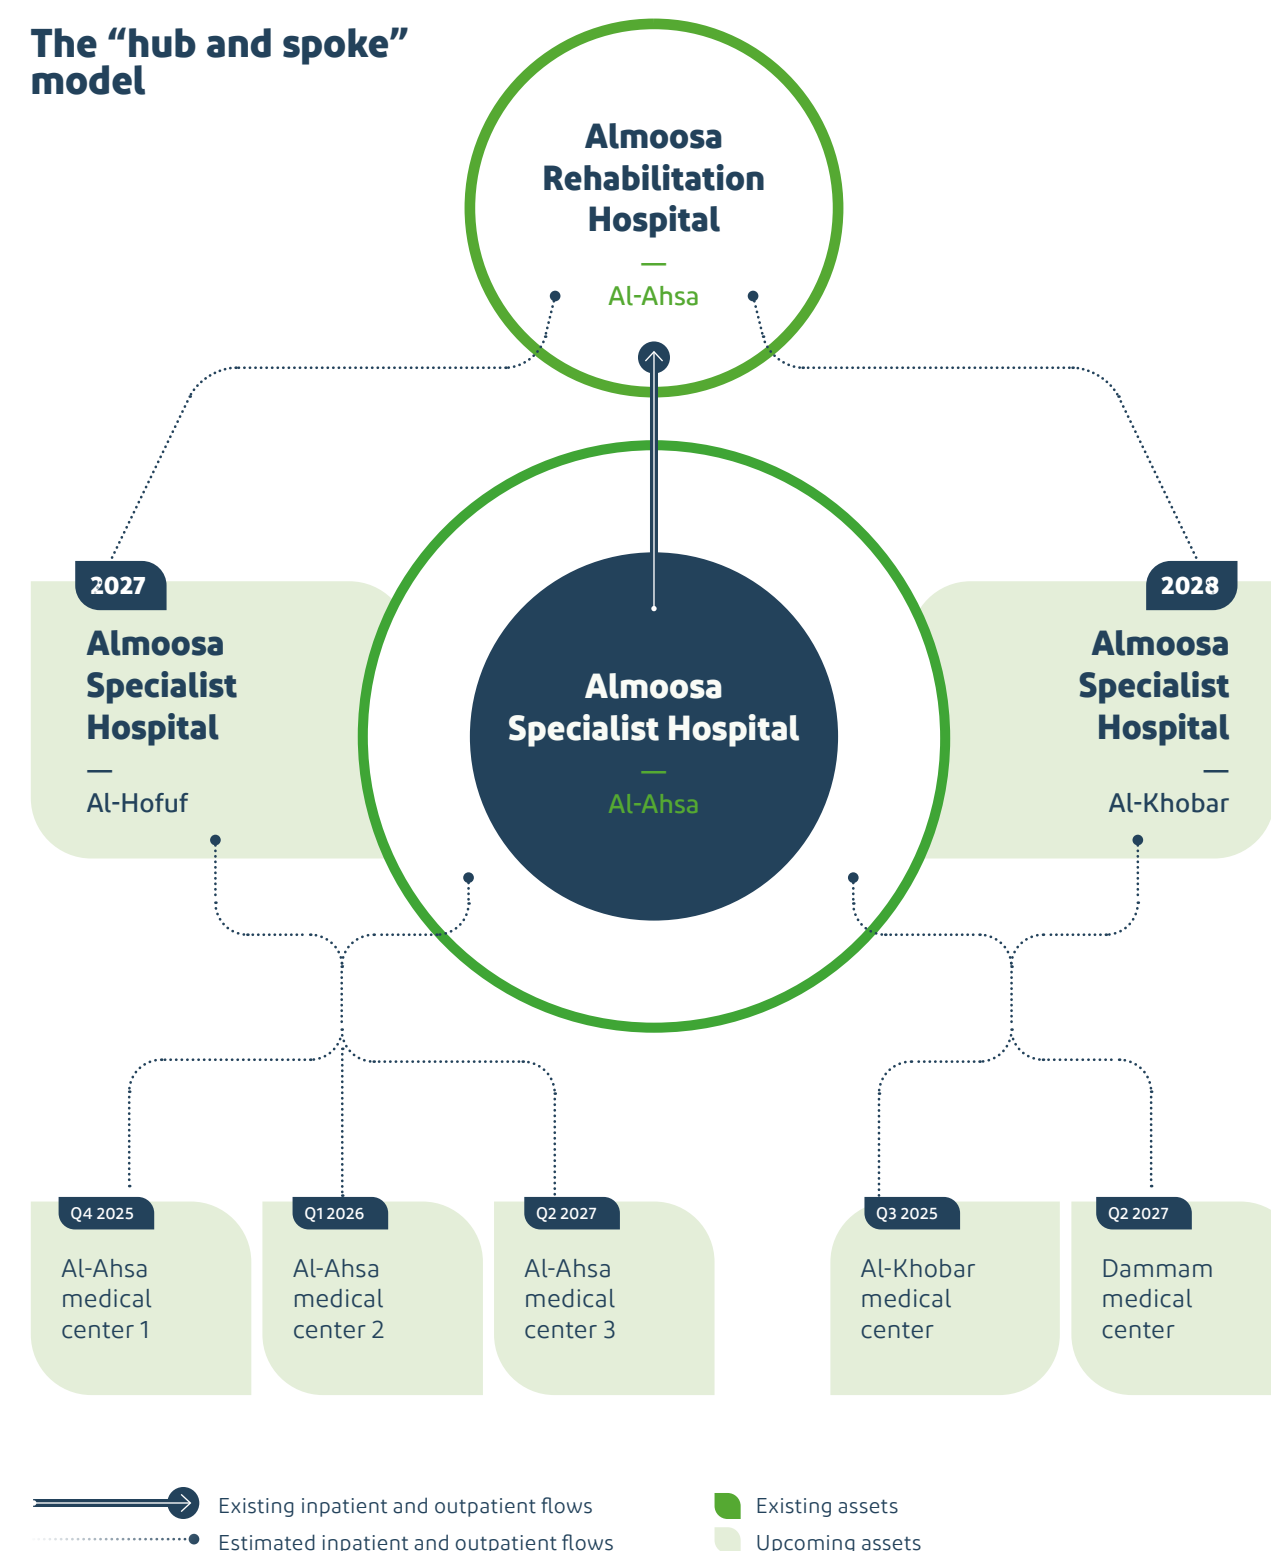 The “hub and spoke”
model
Almoosa
Rehabilitation
Hospital
Al-Ahsa
2027
Almoosa
Specialist
Hospital
Al-Hofuf
Almoosa
Specialist Hospital
Al-Ahsa
2028
Almoosa
Specialist
Hospital
Al-Khobar
Q4 2025
Al-Ahsa
medical
center 1
Q1 2026
Al-Ahsa
medical
center 2
Q2 2027
Al-Ahsa
medical
center 3
Q3 2025
Al-Khobar
medical
center
Q2 2027
Dammam
medical
center
Existing inpatient and outpatient flows
Estimated inpatient and outpatient flows
Existing assets
Upcoming assets